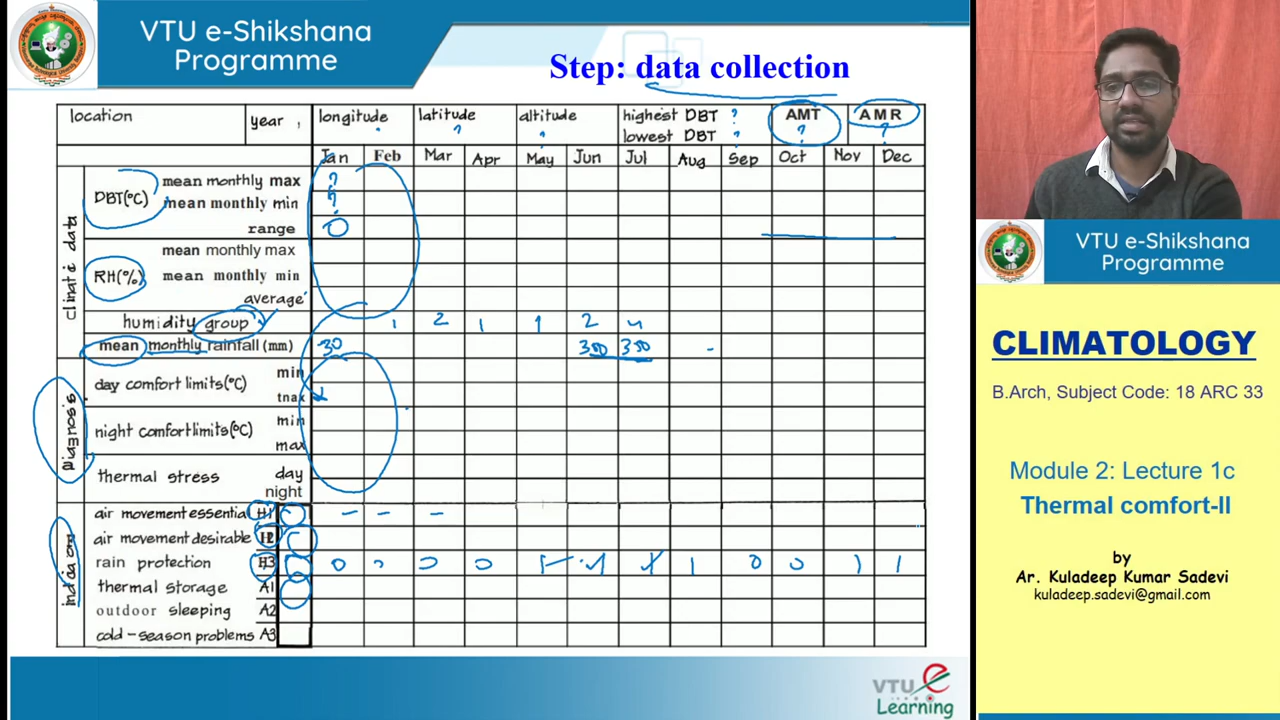 VTU e-Shikshana
Programme
Step: data collection
location year , longitude latitude altitude highest DBT ? AMT AMR
? ? lowest DBT ? ? ?
Jan Feb Mar Apr May Jun Jul Aug Sep Oct Nov Dec
climatic data
DBT(°C) mean monthly max ?
mean monthly min ?
range
RH(%) mean monthly max
mean monthly min
average
humidity group 1 2 1 1 2 4
mean monthly rainfall (mm) 30 300 350 -
Diagnosis
day comfort limits(°C) min
max
night comfort limits(°C) min
max
thermal stress day
night
air movement essential H1 - - -
air movement desirable H2
rain protection H3 0 0 0 0 1 0 0 1 1
thermal storage A1
outdoor sleeping A2
cold-season problems A3
VTU e
Learning
VTU e-Shikshana
Programme
CLIMATOLOGY
B.Arch, Subject Code: 18 ARC 33
Module 2: Lecture 1c
Thermal comfort-II
by
Ar. Kuladeep Kumar Sadevi
kuladeep.sadevi@gmail.com